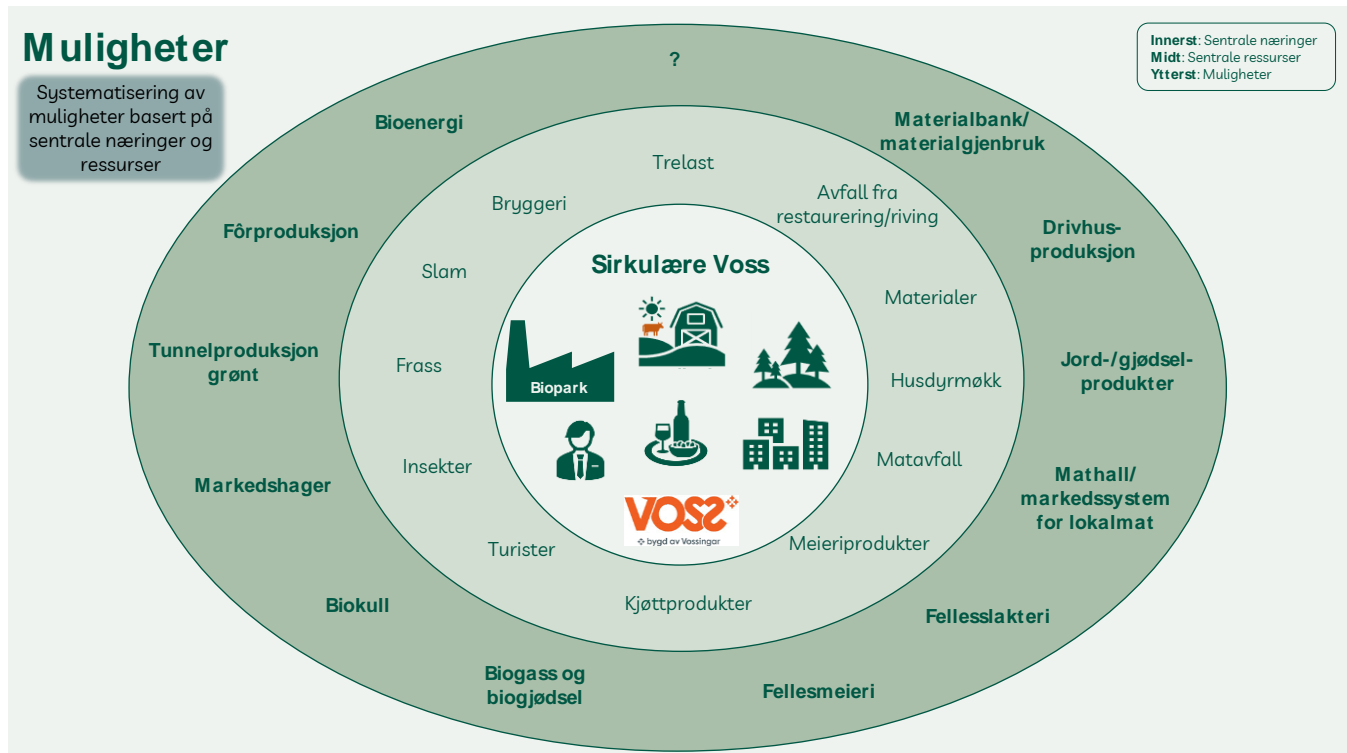 Muligheter
Systematisering av
muligheter basert på
sentrale næringer og
ressurser
Innerst: Sentrale næringer
Midt: Sentrale ressurser
Ytterst: Muligheter
?
Materialbank/
materialgjenbruk
Drivhus-
produksjon
Jord-/gjødsel-
produkter
Mathall/
markedssystem
for lokalmat
Fellesslakteri
Fellesmeieri
Biogass og
biogjødsel
Biokull
Markedshager
Tunnelproduksjon
grønt
Fôrproduksjon
Bioenergi
Trelast
Avfall fra
restaurering/riving
Materialer
Husdyrmøkk
Matavfall
Meieriprodukter
Kjøttprodukter
Turister
Insekter
Frass
Slam
Bryggeri
Sirkulære Voss
Biopark
VOSS
bygd av Vossingar